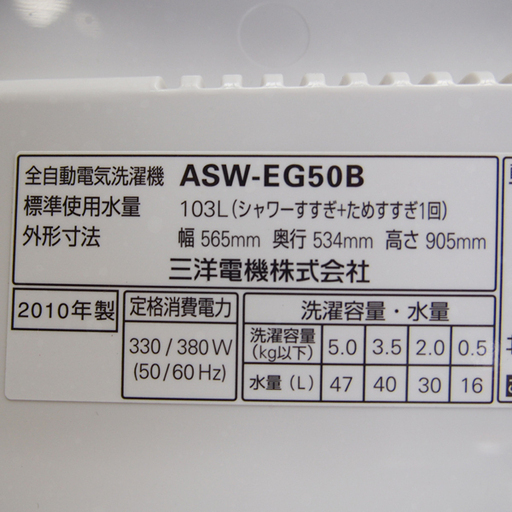 全自動電気洗濯機 ASW-EG50B
標準使用水量 103L(シャワーすすぎ+ためすすぎ1回)
外形寸法 幅 565mm 奥行 534mm 高さ 905mm
三洋電機株式会社
2010年製
定格消費電力
330 / 380W
(50/60 Hz)
洗濯容量・水量
洗濯容量(kg以下) 5.0 3.5 2.0 0.5
水量 (L) 47 40 30 16